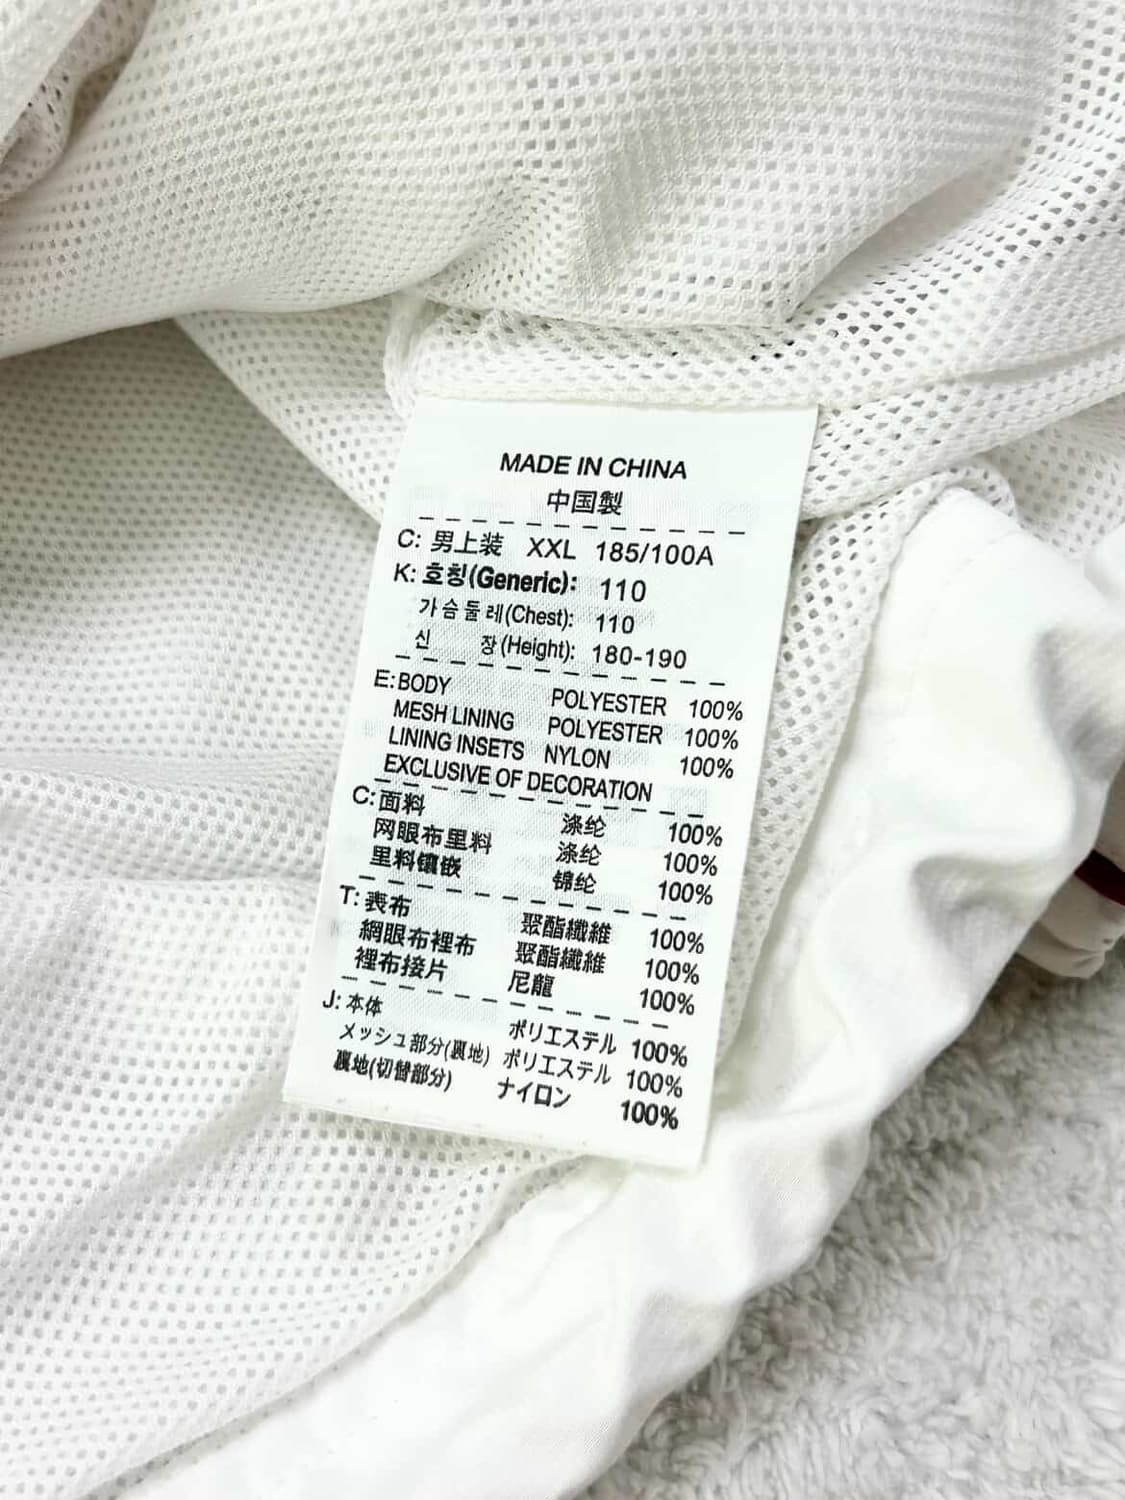 MADE IN CHINA
中国製
C: 男上装 XXL 185/100A
K: 호칭(Generic): 110
가슴둘레(Chest): 110
신 장(Height): 180-190
E: BODY POLYESTER 100%
MESH LINING POLYESTER 100%
LINING INSETS NYLON 100%
EXCLUSIVE OF DECORATION
C: 面料 涤纶 100%
网眼布里料 涤纶 100%
里料镶嵌 锦纶 100%
T: 表布 聚酯纖維 100%
網眼布裡布 聚酯纖維 100%
裡布接片 尼龍 100%
J: 本体 ポリエステル 100%
メッシュ部分(裏地) ポリエステル 100%
裏地(切替部分) ナイロン 100%